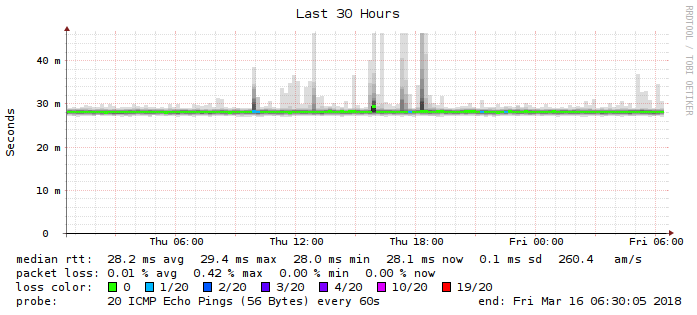 Last 30 Hours
RRDTOOL / TOBI OETIKER
Seconds
40 m
30 m
20 m
10 m
0
Thu 06:00 Thu 12:00 Thu 18:00 Fri 00:00 Fri 06:00
median rtt: 28.2 ms avg 29.4 ms max 28.0 ms min 28.1 ms now 0.1 ms sd 260.4 am/s
packet loss: 0.01 % avg 0.42 % max 0.00 % min 0.00 % now
loss color: 0 1/20 2/20 3/20 4/20 10/20 19/20
probe: 20 ICMP Echo Pings (56 Bytes) every 60s end: Fri Mar 16 06:30:05 2018